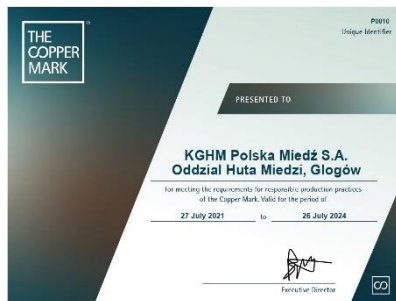 THE
COPPER
MARK
P0010
Unique Identifier
PRESENTED TO
KGHM Polska Miedź S.A.
Oddzial Huta Miedzi, Glogów
for meeting the requirements for responsible production practices
of the Copper Mark. Valid for the period of
27 July 2021 to 26 July 2024
Executive Director